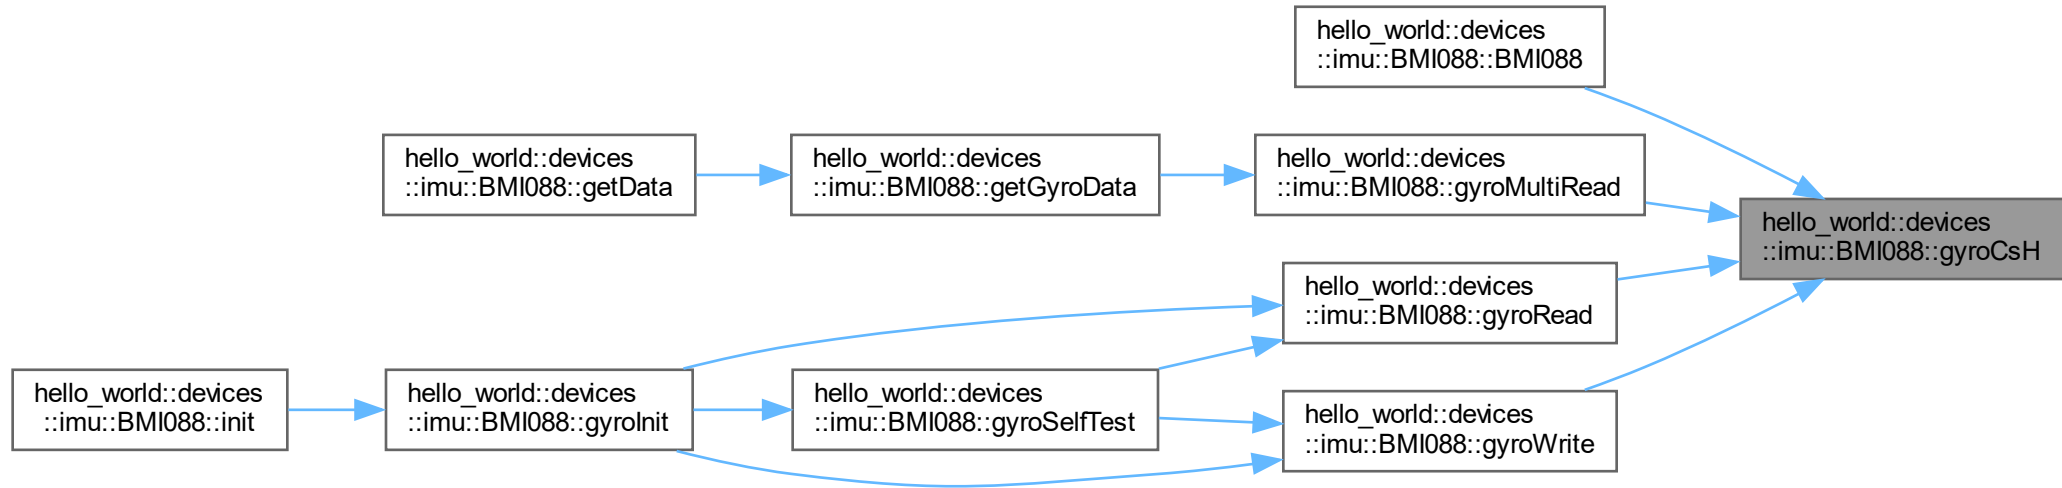 hello_world::devices
::imu::BMI088::BMI088
hello_world::devices
::imu::BMI088::getData
hello_world::devices
::imu::BMI088::getGyroData
hello_world::devices
::imu::BMI088::gyroMultiRead
hello_world::devices
::imu::BMI088::gyroCsH
hello_world::devices
::imu::BMI088::gyroRead
hello_world::devices
::imu::BMI088::init
hello_world::devices
::imu::BMI088::gyroInit
hello_world::devices
::imu::BMI088::gyroSelfTest
hello_world::devices
::imu::BMI088::gyroWrite